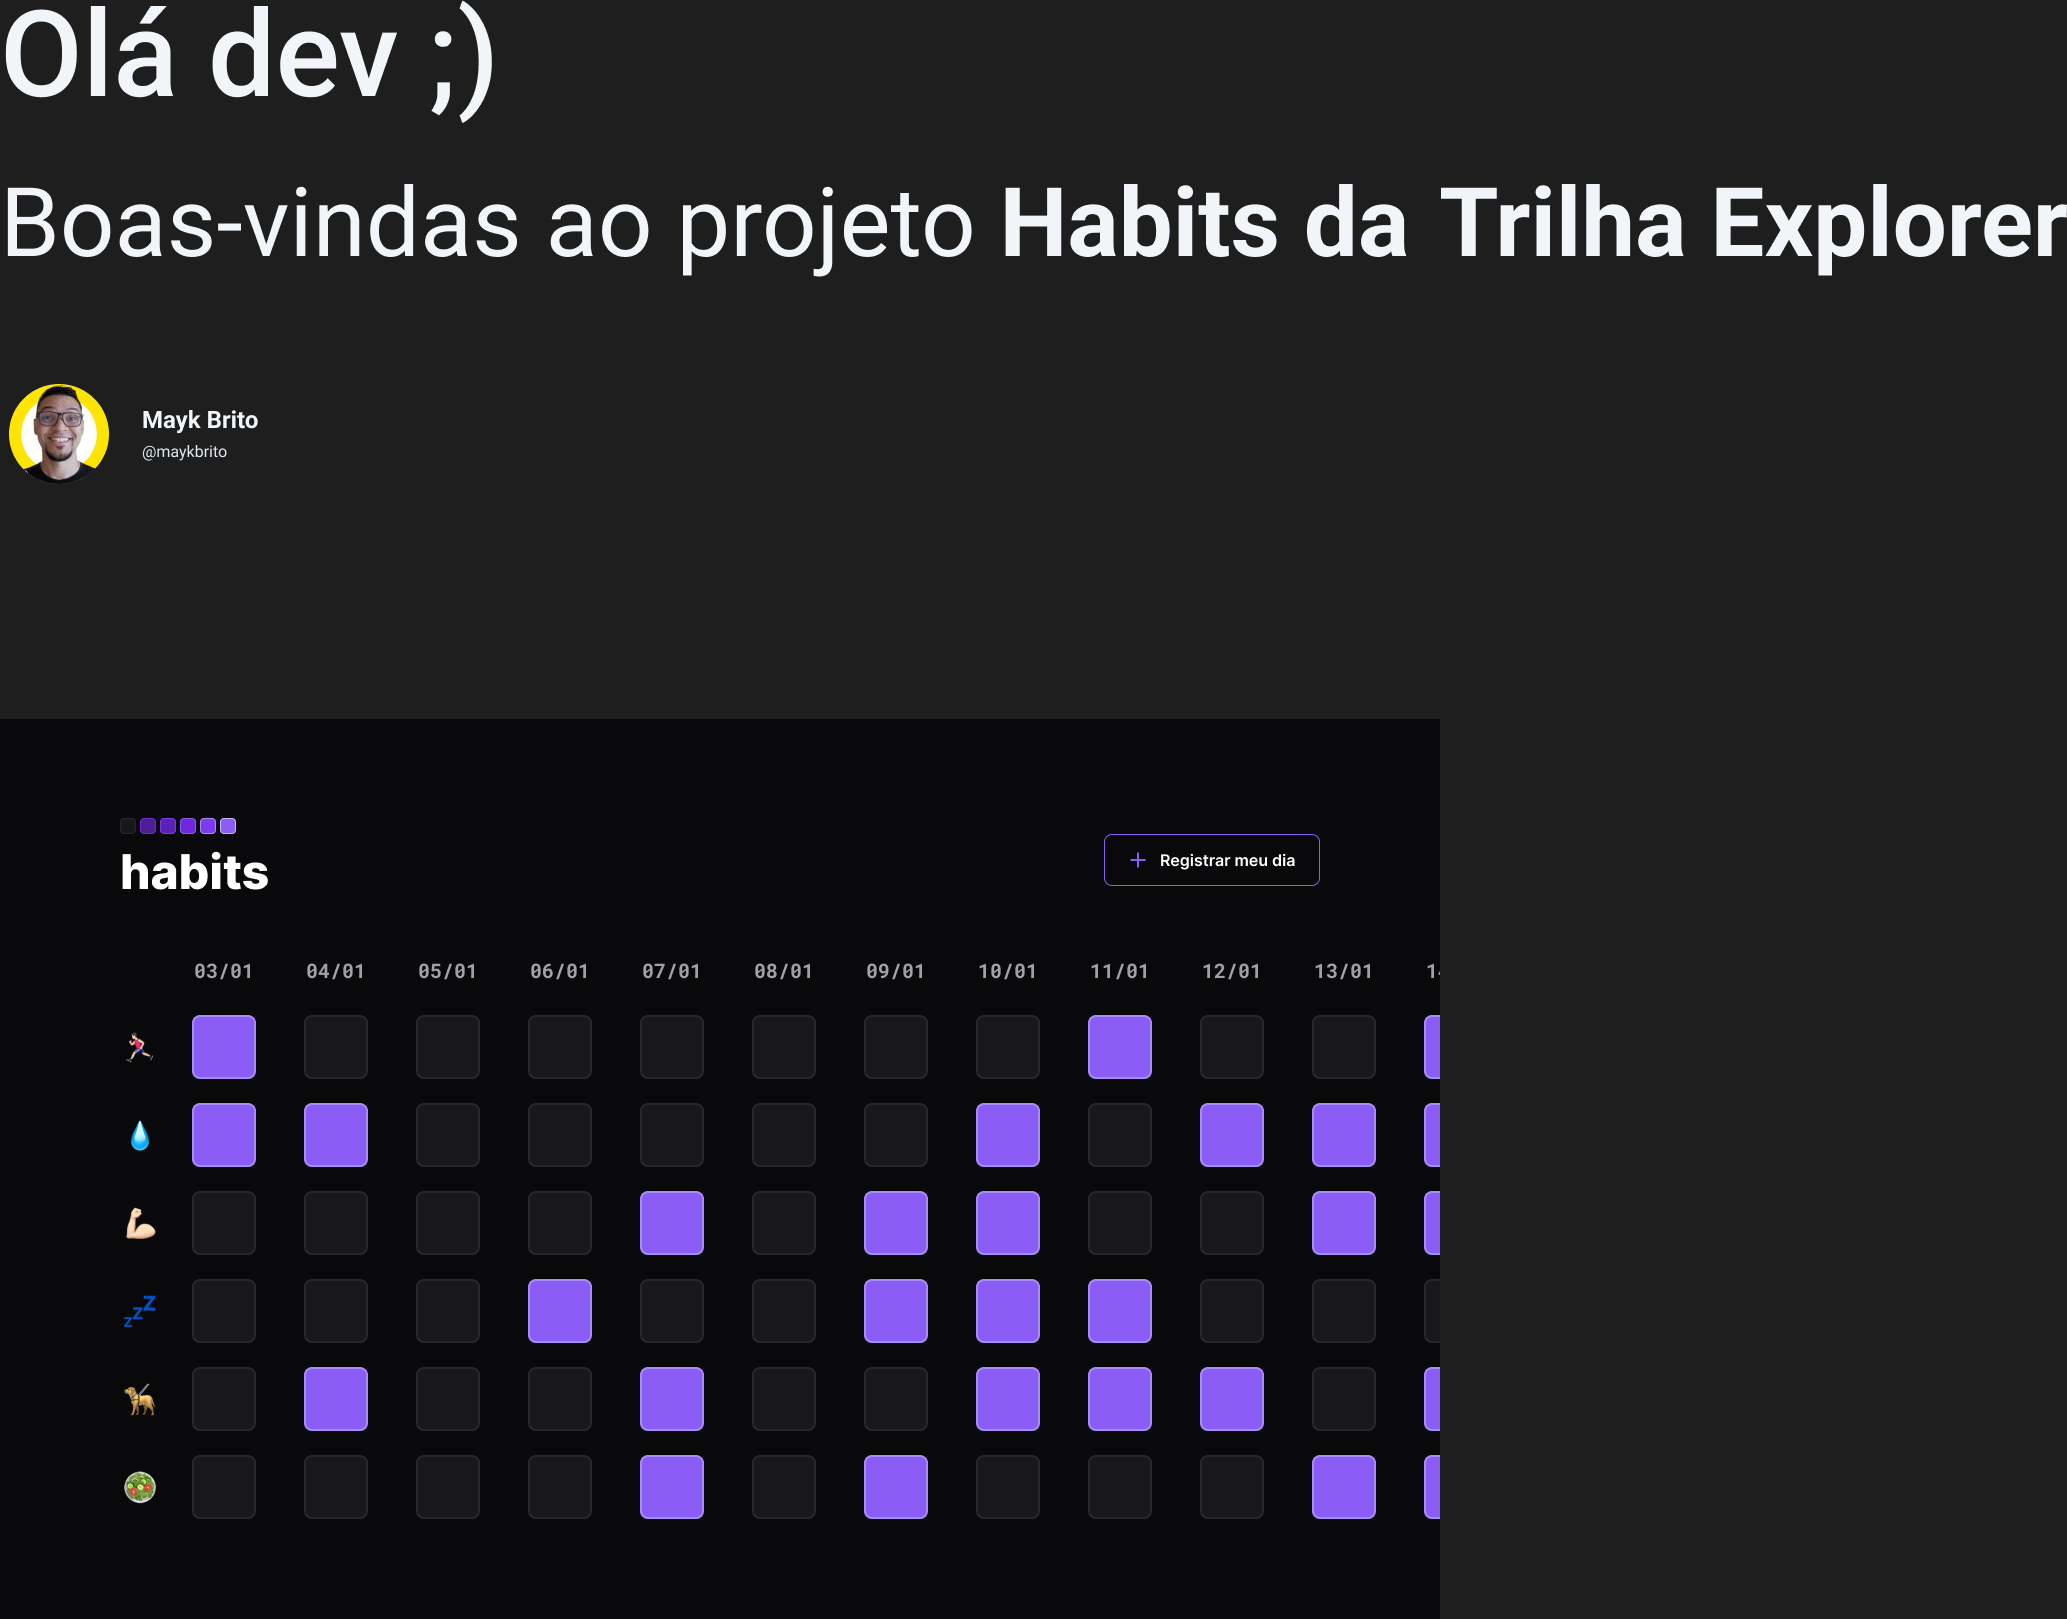 Olá dev ;)
Boas-vindas ao projeto Habits da Trilha Explorer
Mayk Brito
@maykbrito
habits
Registrar meu dia
03/01 04/01 05/01 06/01 07/01 08/01 09/01 10/01 11/01 12/01 13/01